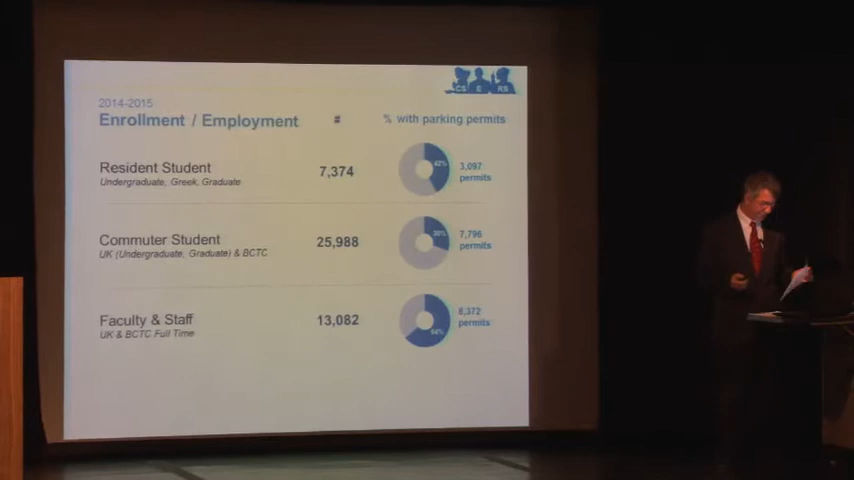 CS E RS
2014-2015
Enrollment / Employment # % with parking permits
Resident Student 7,374 42% 3,097
Undergraduate, Greek, Graduate permits
Commuter Student 25,988 30% 7,796
UK (Undergraduate, Graduate) & BCTC permits
Faculty & Staff 13,082 64% 8,372
UK & BCTC Full Time permits